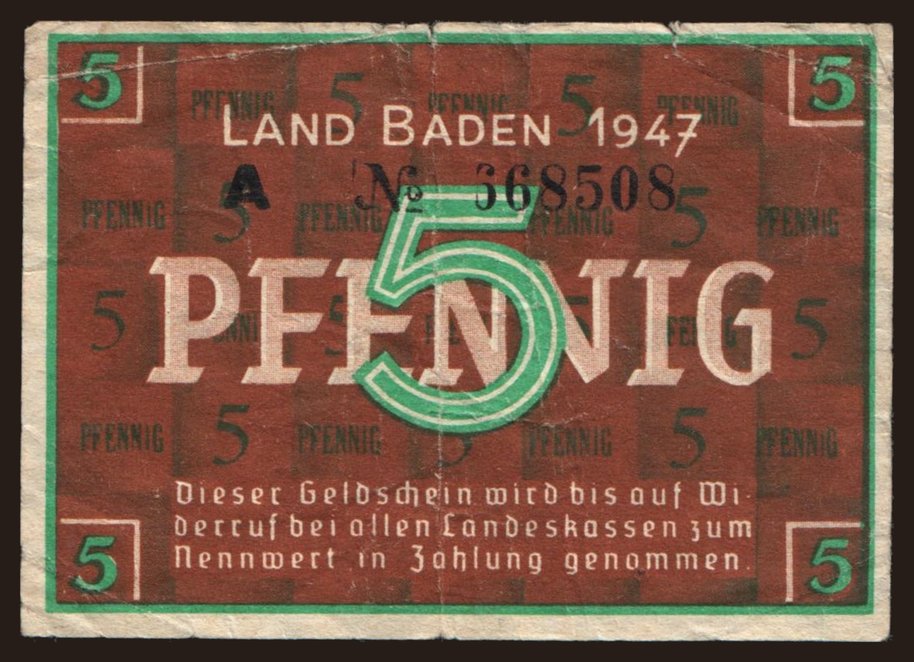 5 5
LAND BADEN 1947
A № 668508
5
PFENNIG
Dieser Geldschein wird bis auf Wi-
derruf bei allen Landeskassen zum
Nennwert in Zahlung genommen.
5 5